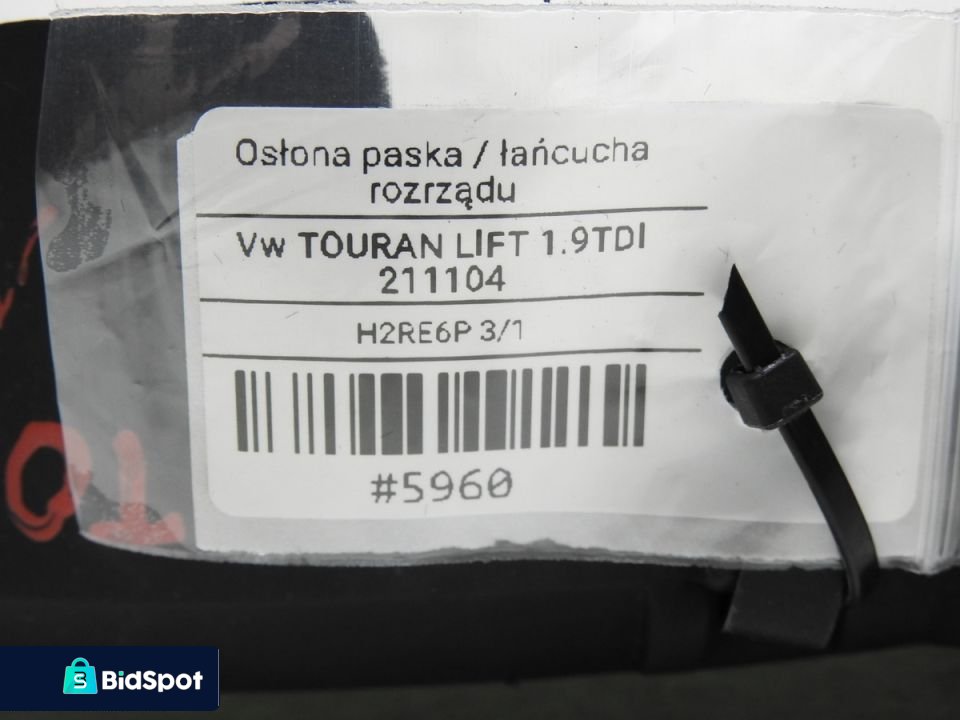 Osłona paska / łańcucha
rozrządu
Vw TOURAN LIFT 1.9TDI
211104
H2RE6P 3/1
#5960
BidSpot